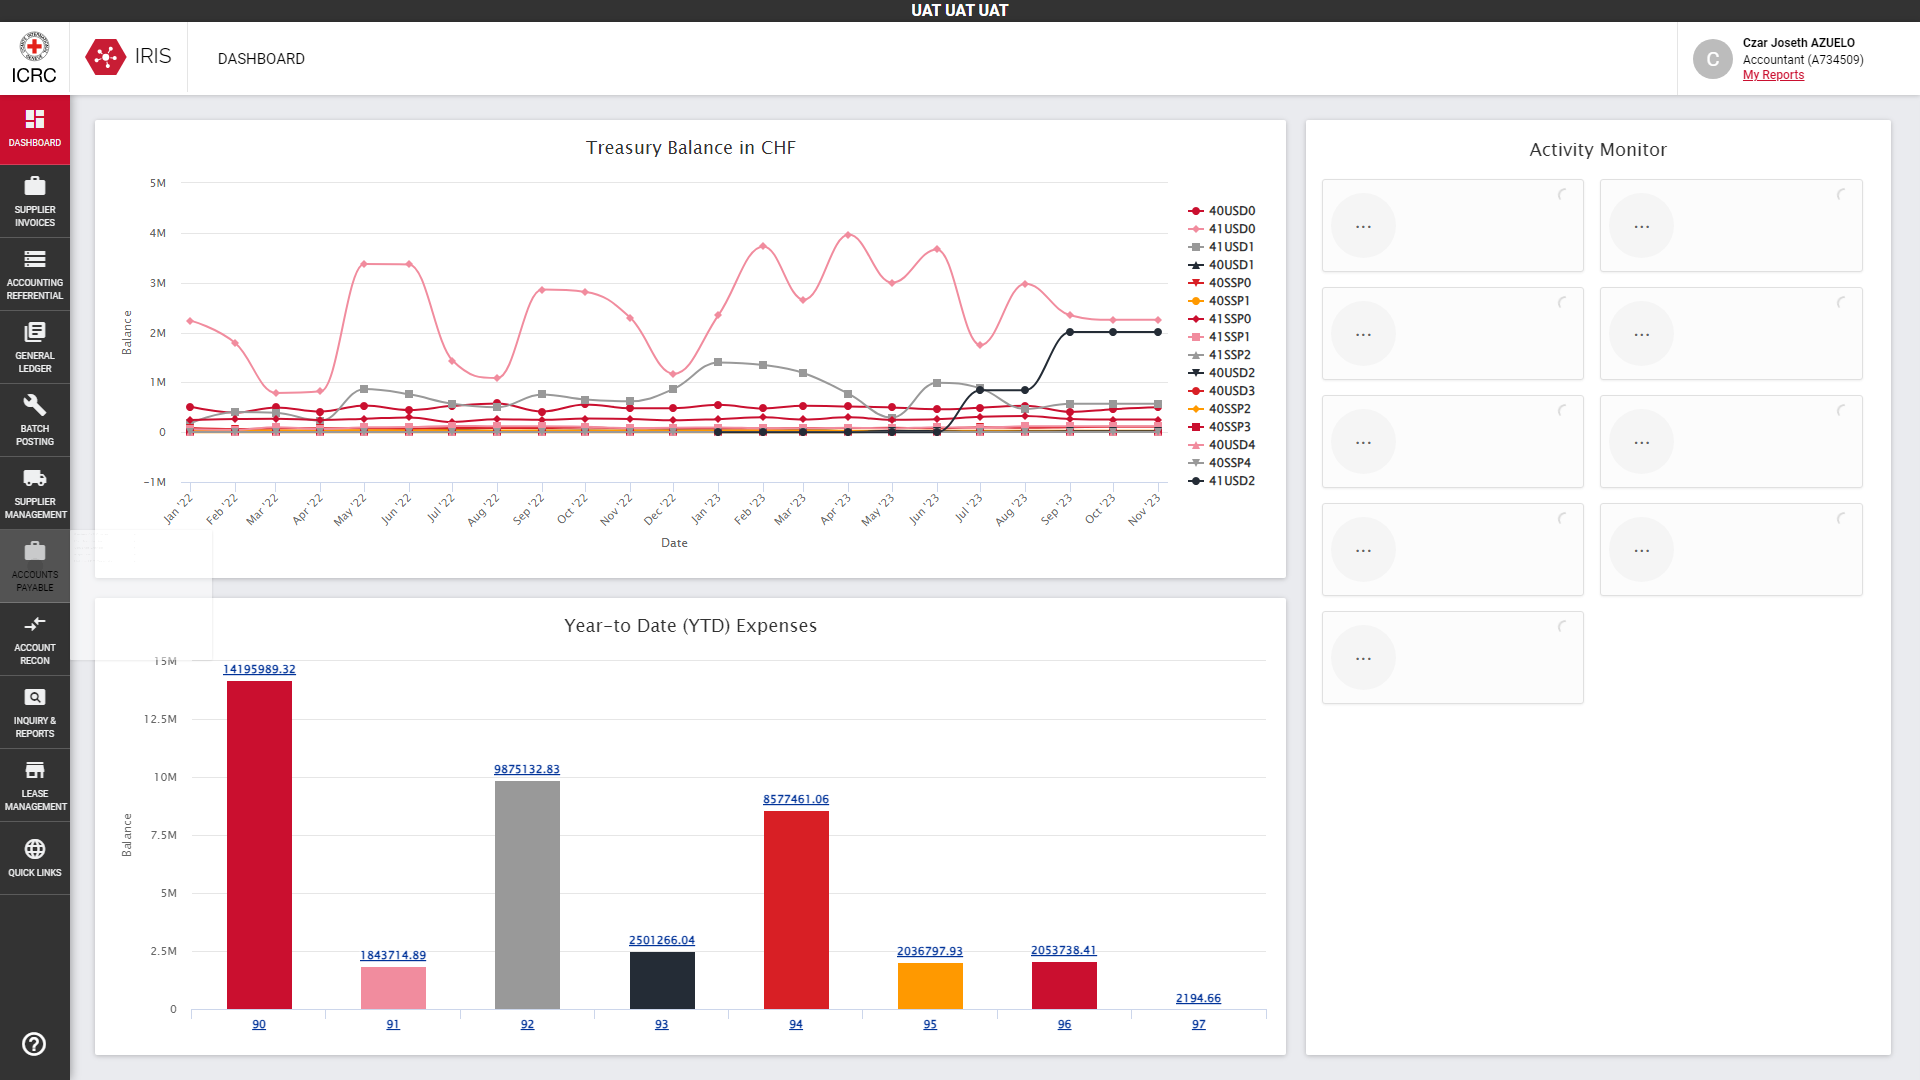 UAT UAT UAT
ICRC
IRIS
DASHBOARD
Czar Joseth AZUELO
Accountant (A734509)
My Reports
C
DASHBOARD
SUPPLIER
INVOICES
ACCOUNTING
REFERENTIAL
GENERAL
LEDGER
BATCH
POSTING
SUPPLIER
MANAGEMENT
ACCOUNTS
PAYABLE
ACCOUNT
RECON
INQUIRY &
REPORTS
LEASE
MANAGEMENT
QUICK LINKS
Treasury Balance in CHF
5M
4M
3M
2M
1M
0
-1M
Balance
Jan '22
Feb '22
Mar '22
Apr '22
May '22
Jun '22
Jul '22
Aug '22
Sep '22
Oct '22
Nov '22
Dec '22
Jan '23
Feb '23
Mar '23
Apr '23
May '23
Jun '23
Jul '23
Aug '23
Sep '23
Oct '23
Nov '23
Date
40USD0
41USD0
41USD1
40USD1
40SSP0
40SSP1
41SSP0
41SSP1
41SSP2
40USD2
40USD3
40SSP2
40SSP3
40USD4
40SSP4
41USD2
Year-to Date (YTD) Expenses
15M
12.5M
10M
7.5M
5M
2.5M
0
Balance
14195989.32
1843714.89
9875132.83
2501266.04
8577461.06
2036797.93
2053738.41
2194.66
90
91
92
93
94
95
96
97
Activity Monitor
...
...
...
...
...
...
...
...
...